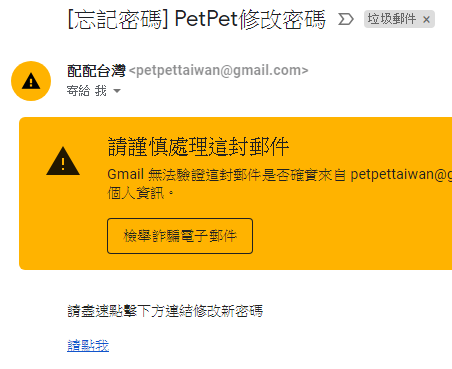 [忘記密碼] PetPet修改密碼 垃圾郵件 ×
配配台灣 <petpettaiwan@gmail.com>
寄給 我
請謹慎處理這封郵件
Gmail 無法驗證這封郵件是否確實來自 petpettaiwan@g
個人資訊。
檢舉詐騙電子郵件
請盡速點擊下方連結修改新密碼
請點我